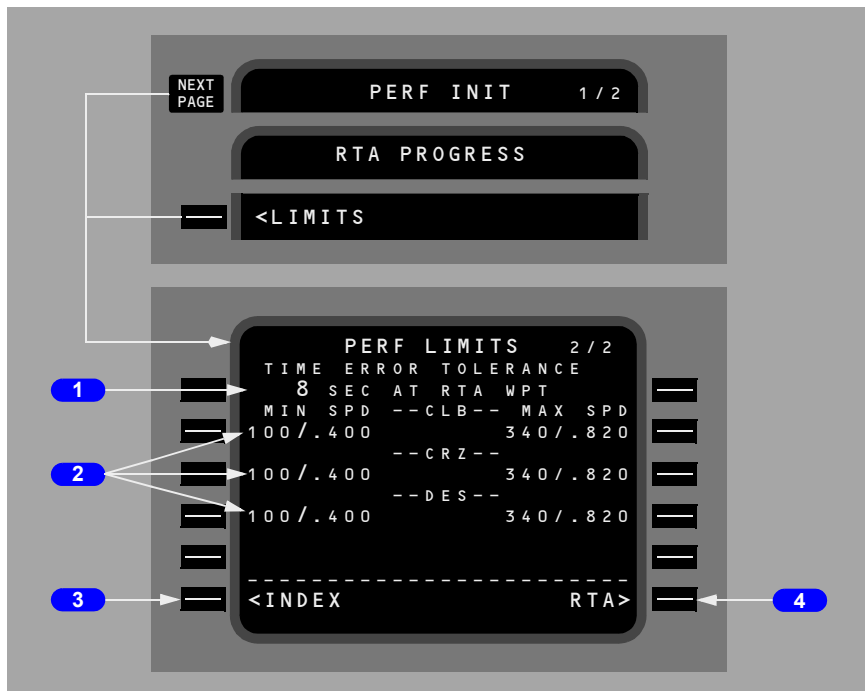 NEXT
PAGE
PERF INIT 1/2
RTA PROGRESS
<LIMITS
PERF LIMITS 2/2
TIME ERROR TOLERANCE
1
8 SEC AT RTA WPT
MIN SPD --CLB-- MAX SPD
100/.400 340/.820
--CRZ--
2
100/.400 340/.820
--DES--
100/.400 340/.820
------------------------
3
<INDEX RTA>
4